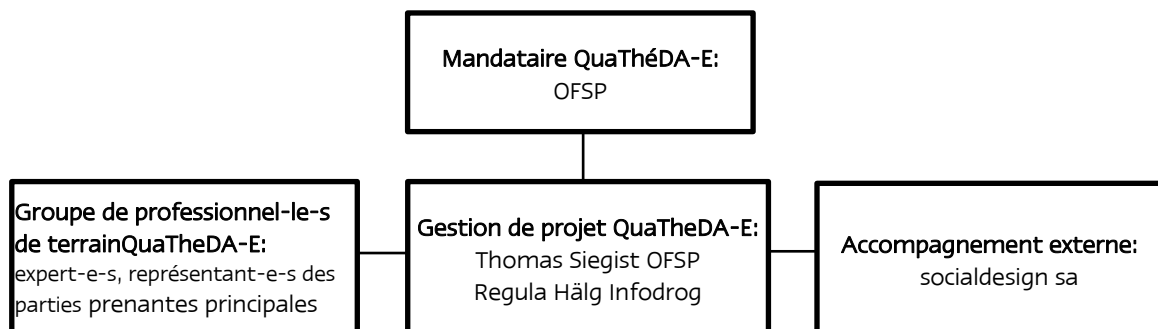 Mandataire QuaThéDA-E:
OFSP
Groupe de professionnel-le-s
de terrainQuaTheDA-E:
expert-e-s, représentant-e-s des
parties prenantes principales
Gestion de projet QuaTheDA-E:
Thomas Siegist OFSP
Regula Hälg Infodrog
Accompagnement externe:
socialdesign sa